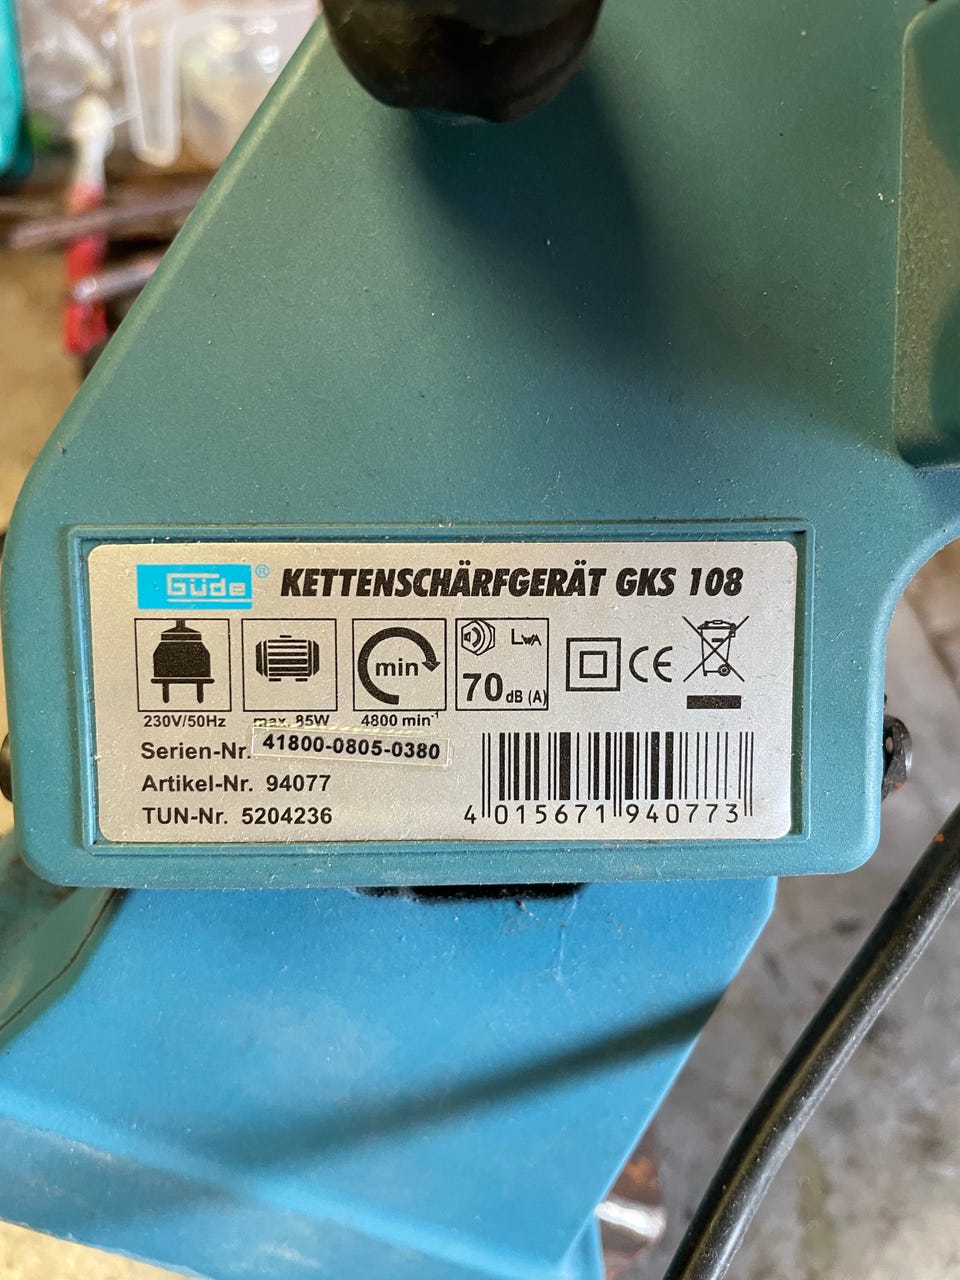 Güde® KETTENSCHÄRFGERÄT GKS 108
min
LWA
70 dB (A)
CE
230V/50Hz max. 85W 4800 min-1
Serien-Nr. 41800-0805-0380
Artikel-Nr. 94077
TUN-Nr. 5204236
4 015671 940773